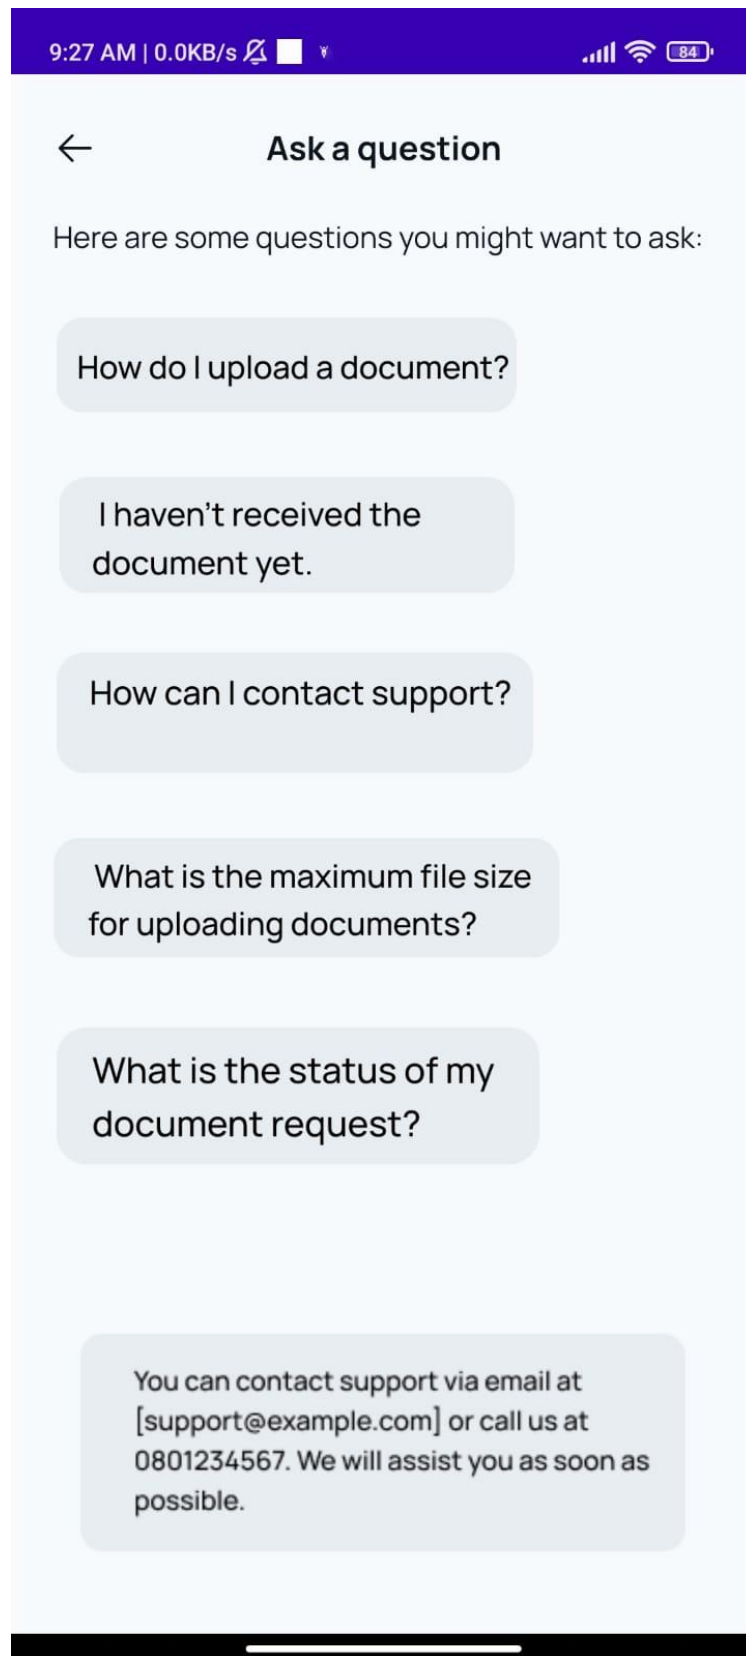 9:27 AM | 0.0KB/s
84
Ask a question
Here are some questions you might want to ask:
How do I upload a document?
I haven’t received the
document yet.
How can I contact support?
What is the maximum file size
for uploading documents?
What is the status of my
document request?
You can contact support via email at
[support@example.com] or call us at
0801234567. We will assist you as soon as
possible.